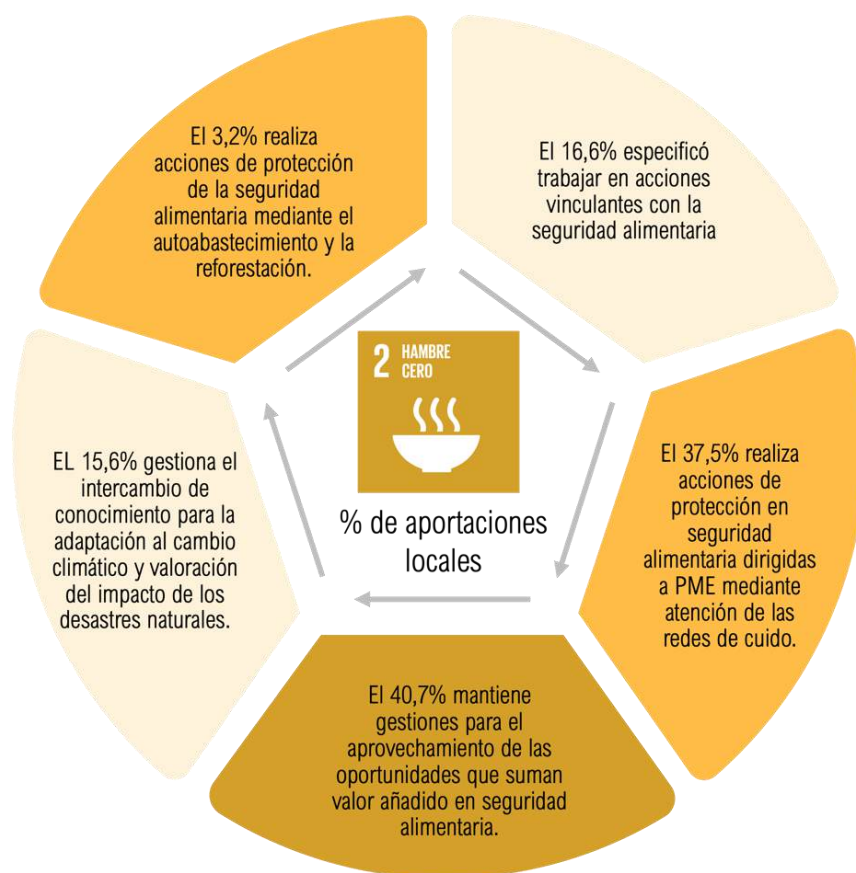 El 3,2% realiza
acciones de protección
de la seguridad
alimentaria mediante el
autoabastecimiento y la
reforestación.
El 16,6% especificó
trabajar en acciones
vinculantes con la
seguridad alimentaria
2 HAMBRE
CERO
% de aportaciones
locales
El 37,5% realiza
acciones de
protección en
seguridad
alimentaria dirigidas
a PME mediante
atención de las
redes de cuido.
El 40,7% mantiene
gestiones para el
aprovechamiento de las
oportunidades que suman
valor añadido en seguridad
alimentaria.
EL 15,6% gestiona el
intercambio de
conocimiento para la
adaptación al cambio
climático y valoración
del impacto de los
desastres naturales.